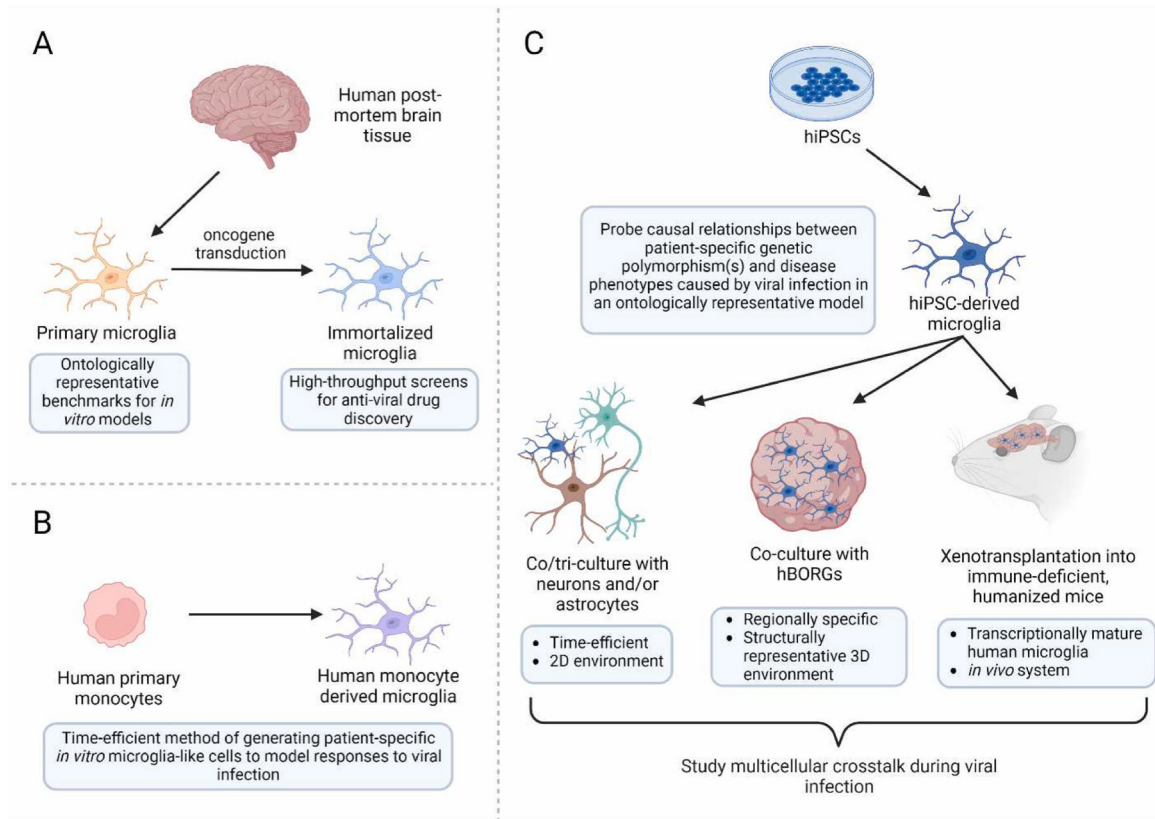 A
Human post-
mortem brain
tissue
oncogene
transduction
Primary microglia
Immortalized
microglia
Ontologically
representative
benchmarks for in
vitro models
High-throughput screens
for anti-viral drug
discovery
B
Human primary
monocytes
Human monocyte
derived microglia
Time-efficient method of generating patient-specific
in vitro microglia-like cells to model responses to viral
infection
C
hiPSCs
Probe causal relationships between
patient-specific genetic
polymorphism(s) and disease
phenotypes caused by viral infection in
an ontologically representative model
hiPSC-derived
microglia
Co/tri-culture with
neurons and/or
astrocytes
• Time-efficient
• 2D environment
Co-culture with
hBORGs
• Regionally specific
• Structurally
representative 3D
environment
Xenotransplantation into
immune-deficient,
humanized mice
• Transcriptionally mature
human microglia
• in vivo system
Study multicellular crosstalk during viral
infection